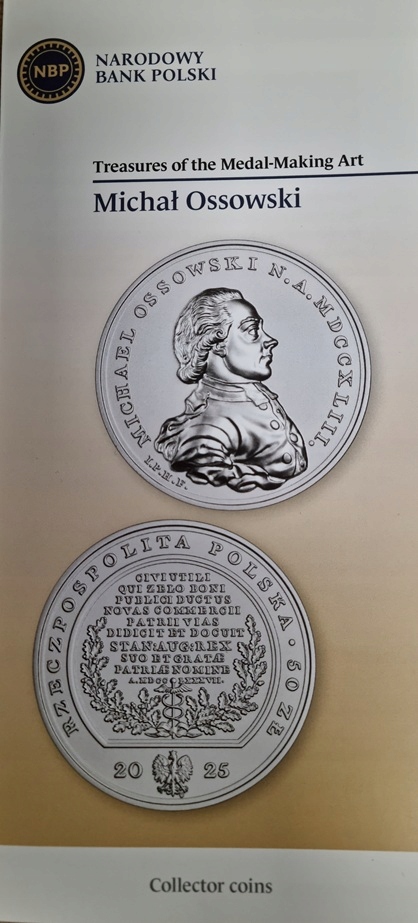 NBP
NARODOWY
BANK POLSKI
Treasures of the Medal-Making Art
Michał Ossowski
MICHAEL OSSOWSKI N.A.MDCCXLIII.
I.P.H.F.
RZECZPOSPOLITA POLSKA · 50 ZŁ
CIVI UTILI
QUI ZELO BONI
PUBLICI DUCTUS
NOVAS COMMERCII
PATRII VIAS
DIDICIT ET DOCUIT
STAN:AUG:REX
SUO ET GRATÆ
PATRIÆ NOMINE
20 25
Collector coins